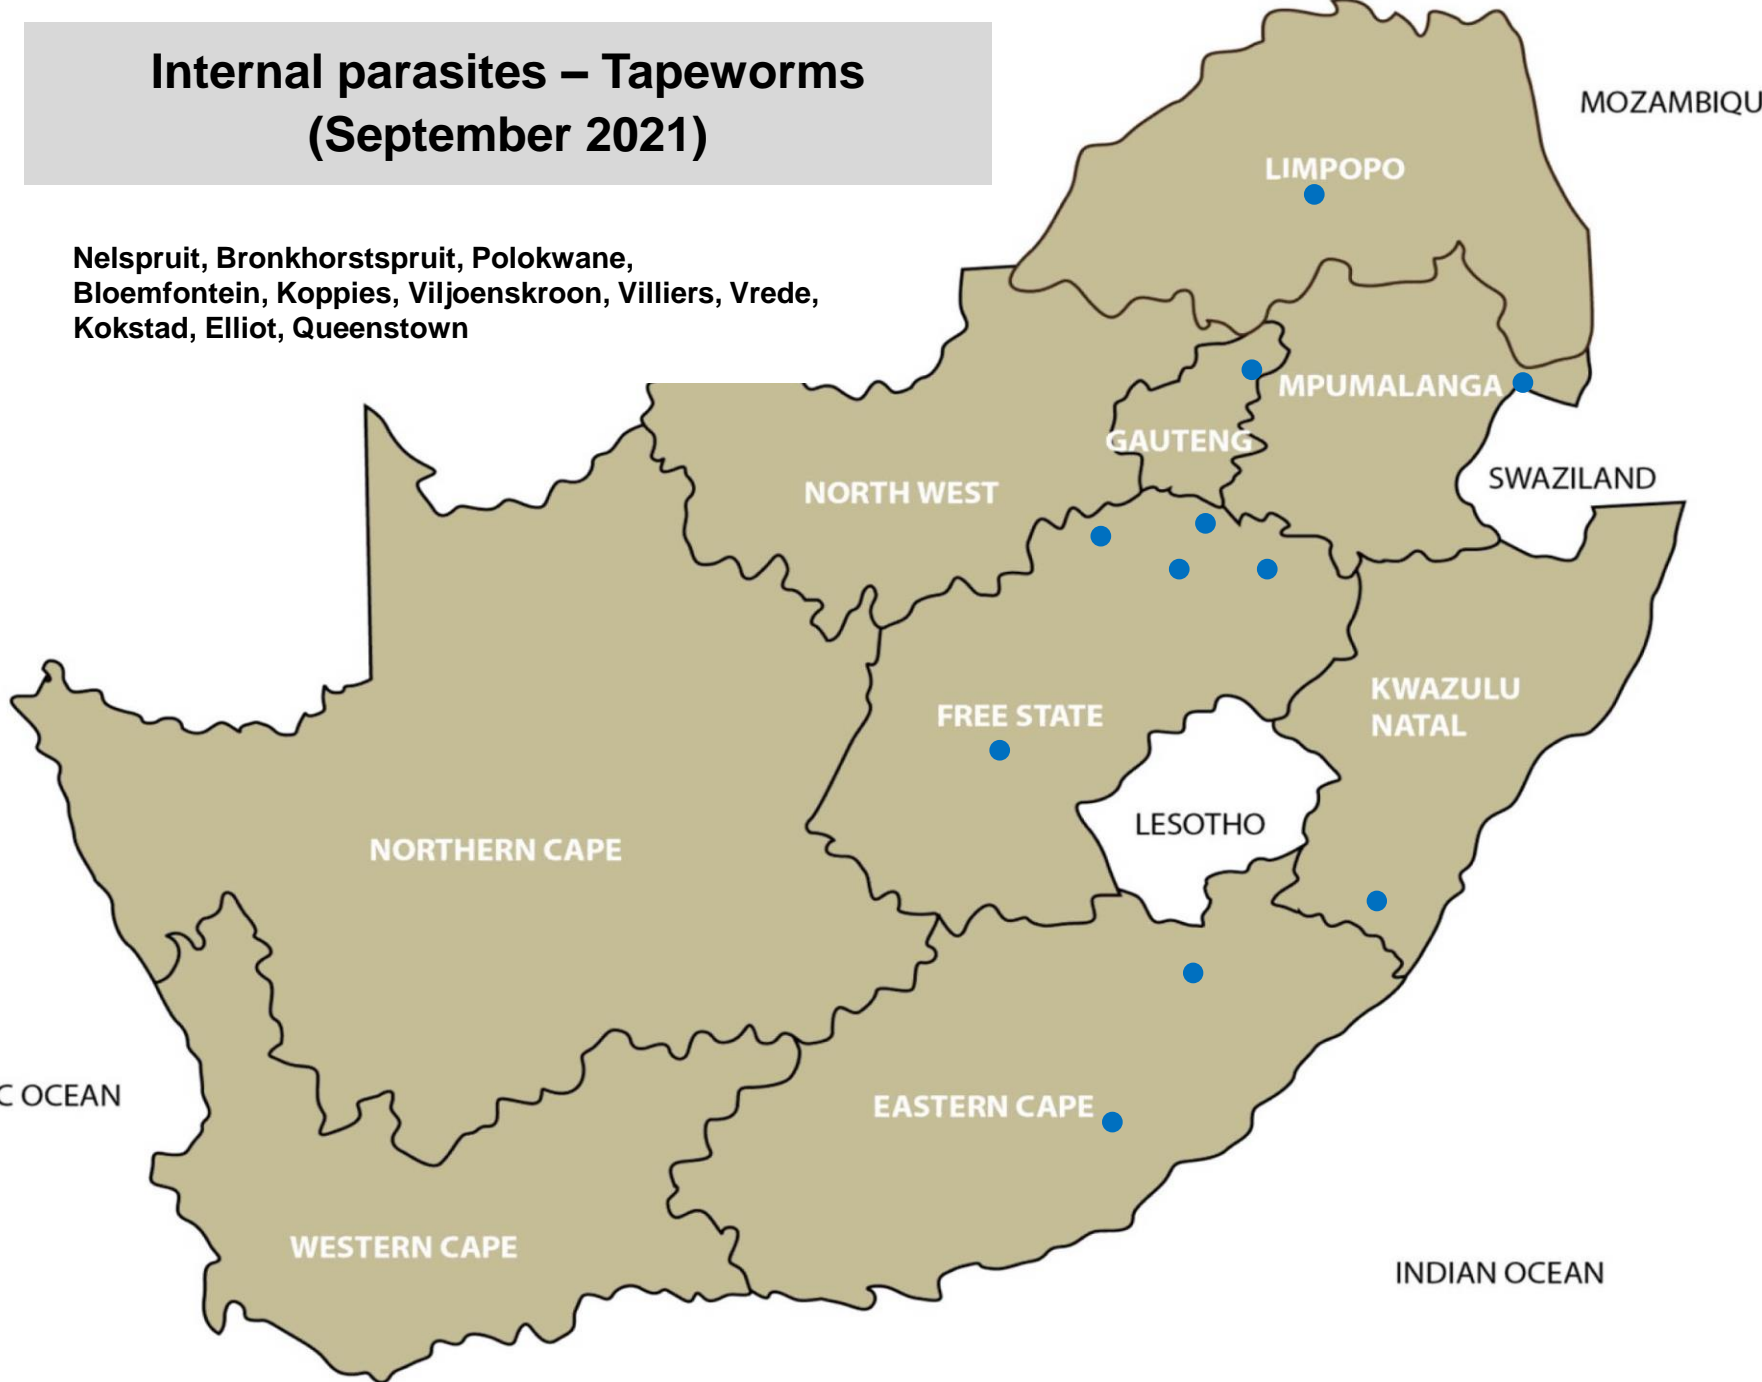 Internal parasites – Tapeworms
(September 2021)
Nelspruit, Bronkhorstspruit, Polokwane,
Bloemfontein, Koppies, Viljoenskroon, Villiers, Vrede,
Kokstad, Elliot, Queenstown
MOZAMBIQU
LIMPOPO
MPUMALANGA
GAUTENG
SWAZILAND
NORTH WEST
KWAZULU
NATAL
FREE STATE
LESOTHO
NORTHERN CAPE
C OCEAN
EASTERN CAPE
WESTERN CAPE
INDIAN OCEAN